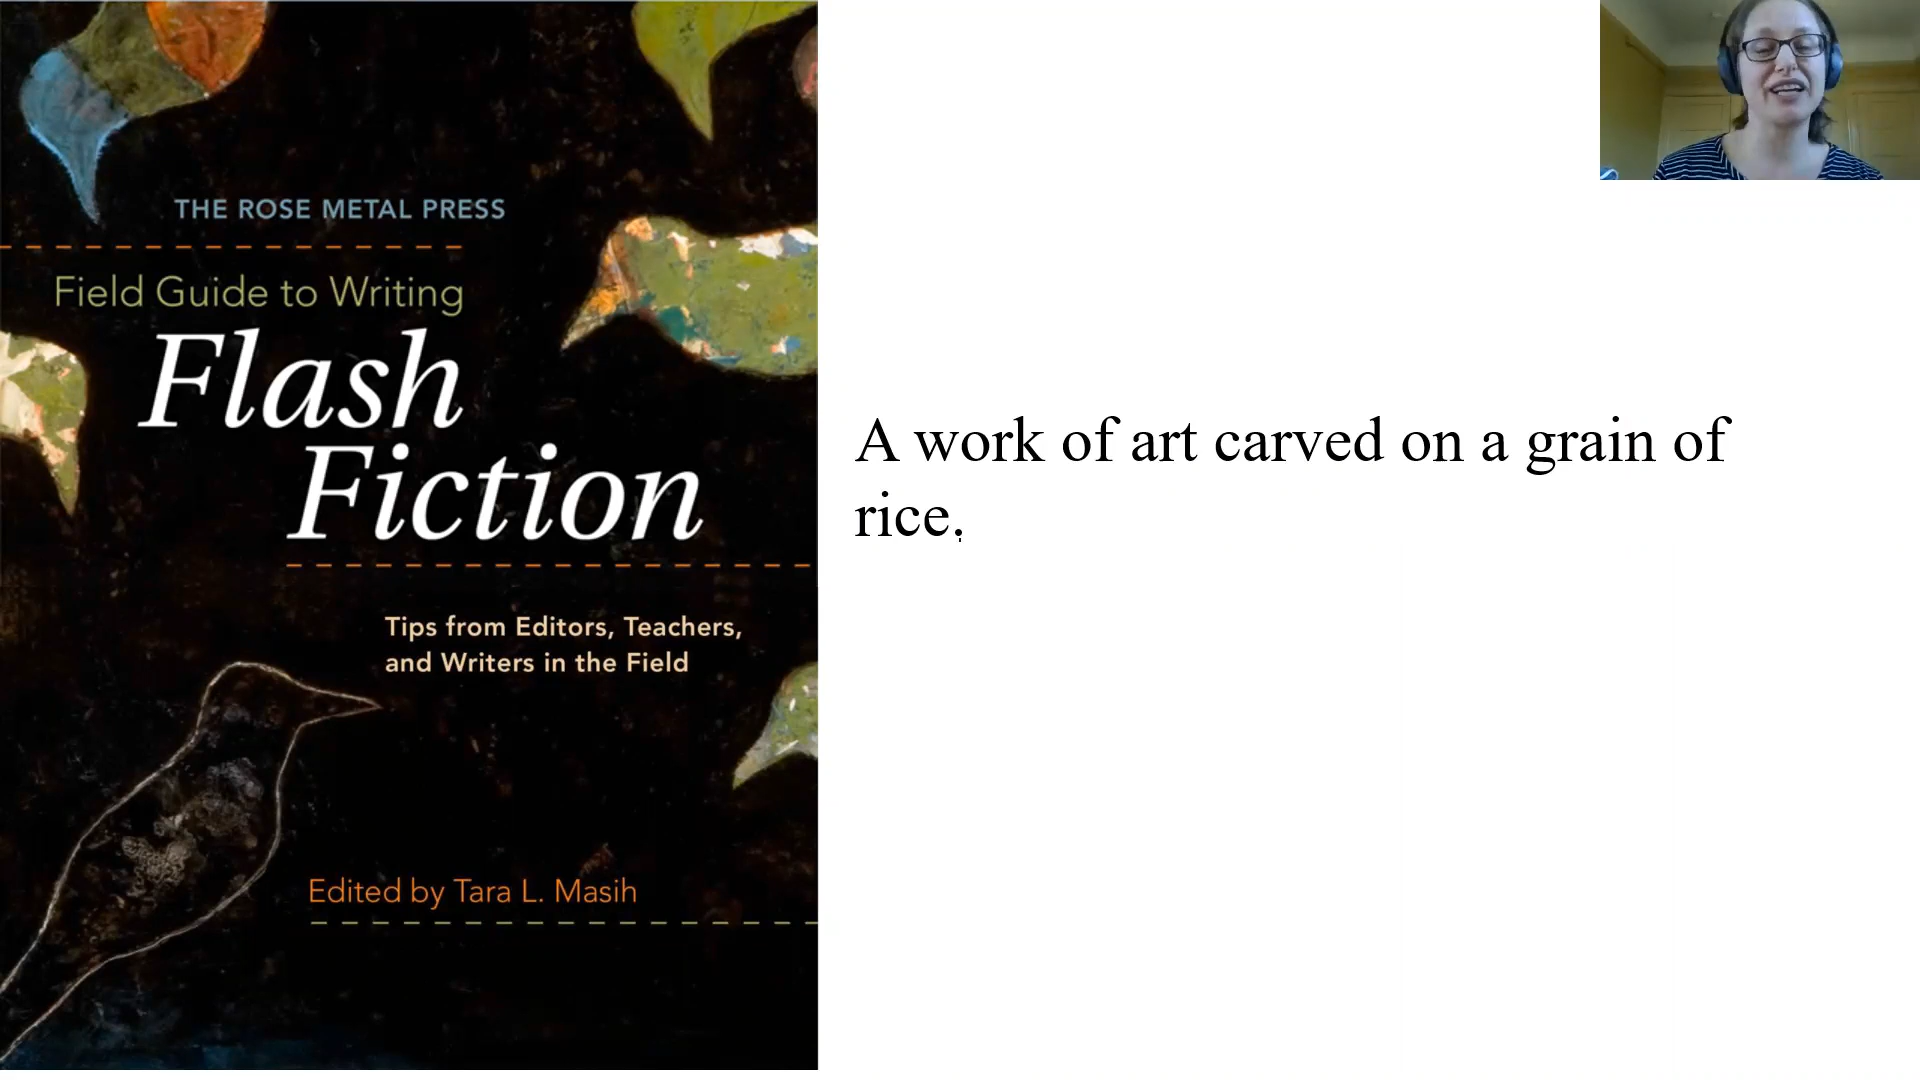 THE ROSE METAL PRESS
Field Guide to Writing
Flash
Fiction
Tips from Editors, Teachers,
and Writers in the Field
Edited by Tara L. Masih
A work of art carved on a grain of
rice.